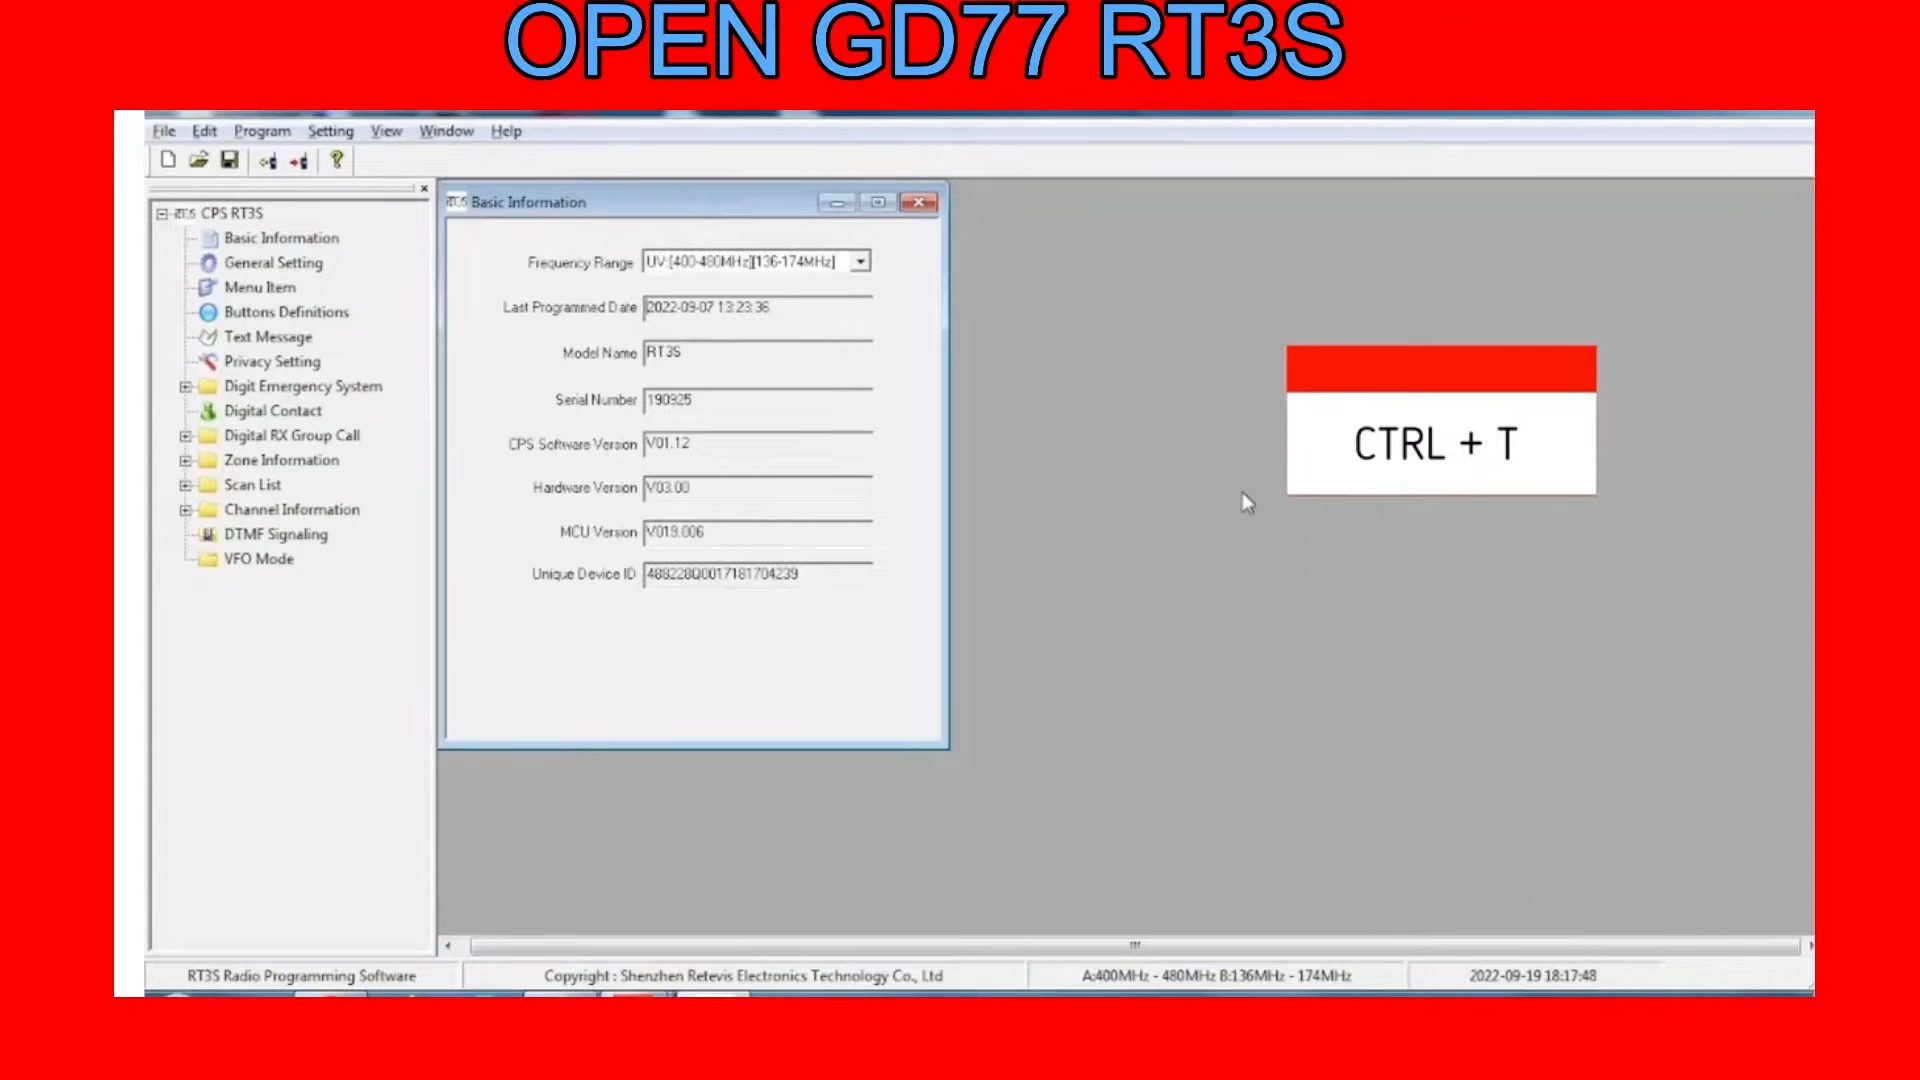 OPEN GD77 RT3S
File Edit Program Setting View Window Help
CPS RT3S
Basic Information
General Setting
Menu Item
Buttons Definitions
Text Message
Privacy Setting
Digit Emergency System
Digital Contact
Digital RX Group Call
Zone Information
Scan List
Channel Information
DTMF Signaling
VFO Mode
Basic Information
Frequency Range UV:[400-480MHz][136-174MHz]
Last Programmed Date 2022-09-07 13:23:36
Model Name RT3S
Serial Number 190925
CPS Software Version V01.12
Hardware Version V03.00
MCU Version V019.006
Unique Device ID
CTRL + T
RT3S Radio Programming Software
Copyright : Shenzhen Retevis Electronics Technology Co., Ltd
A:400MHz - 480MHz B:136MHz - 174MHz
2022-09-19 18:17:48